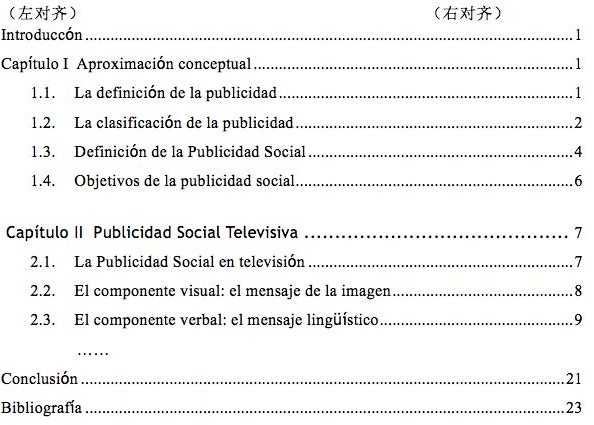 （左对齐） （右对齐）
Introduccón 1
Capítulo I Aproximación conceptual 1
1.1. La definición de la publicidad 1
1.2. La clasificación de la publicidad 2
1.3. Definición de la Publicidad Social 4
1.4. Objetivos de la publicidad social 6
Capítulo II Publicidad Social Televisiva 7
2.1. La Publicidad Social en televisión 7
2.2. El componente visual: el mensaje de la imagen 8
2.3. El componente verbal: el mensaje lingüístico 9
……
Conclusión 21
Bibliografía 23